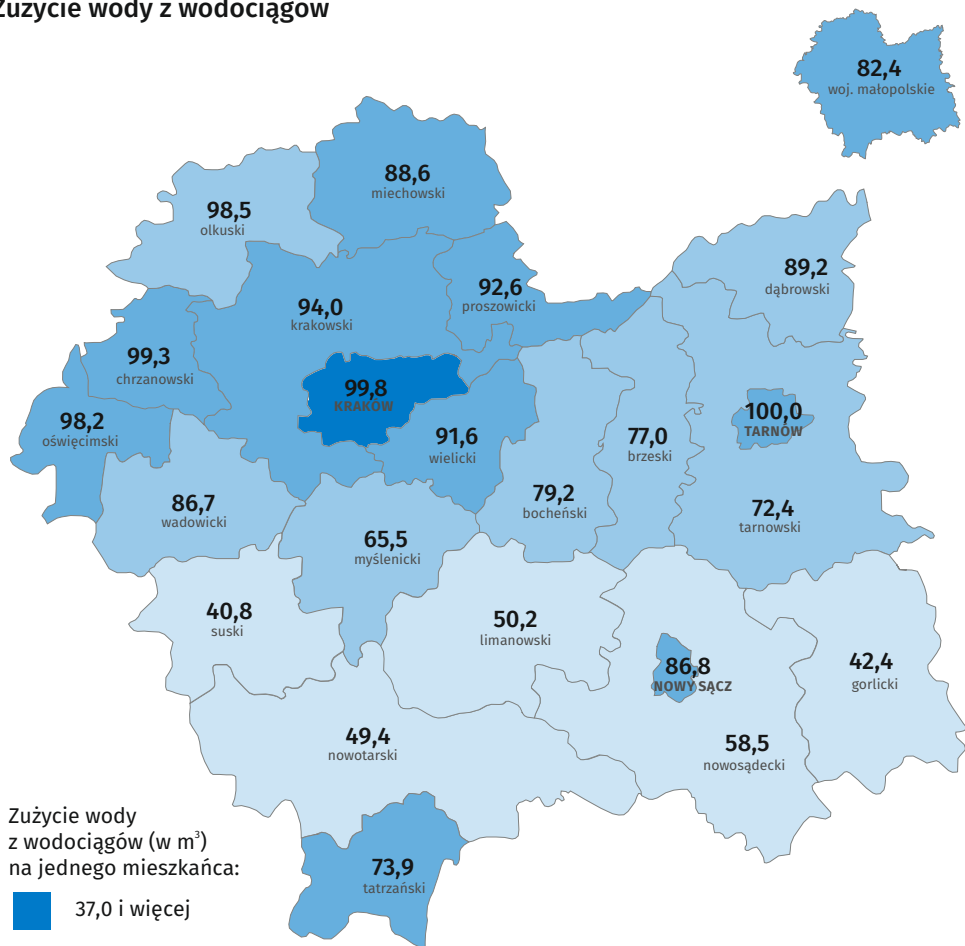 Zużycie wody z wodociągów
82,4
woj. małopolskie
88,6
miechowski
98,5
olkuski
89,2
dąbrowski
92,6
proszowicki
94,0
krakowski
99,3
chrzanowski
99,8
KRAKÓW
98,2
oświęcimski
100,0
TARNÓW
91,6
wielicki
77,0
brzeski
79,2
bocheński
86,7
wadowicki
72,4
tarnowski
65,5
myślenicki
40,8
suski
50,2
limanowski
86,8
NOWY SĄCZ
42,4
gorlicki
49,4
nowotarski
58,5
nowosądecki
73,9
tatrzański
Zużycie wody
z wodociągów (w m³)
na jednego mieszkańca:
37,0 i więcej